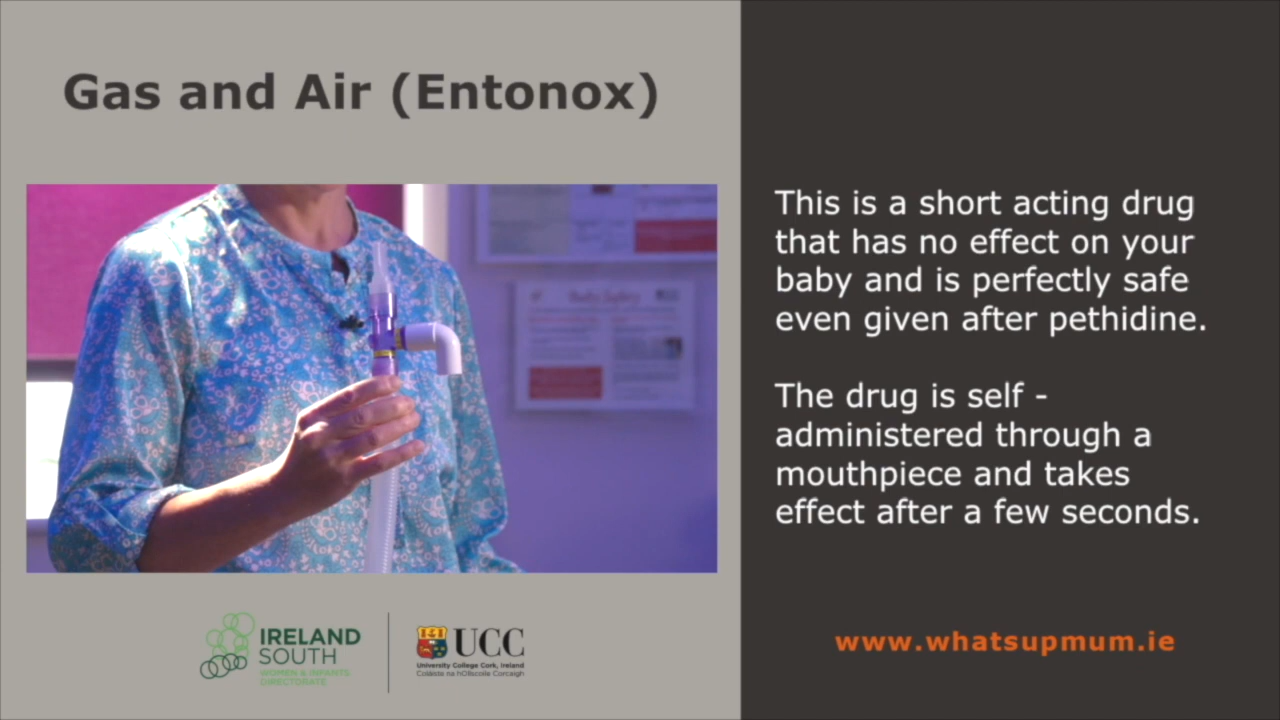 Gas and Air (Entonox)
This is a short acting drug
that has no effect on your
baby and is perfectly safe
even given after pethidine.
The drug is self -
administered through a
mouthpiece and takes
effect after a few seconds.
IRELAND
SOUTH
WOMEN & INFANTS
DIRECTORATE
UCC
University College Cork, Ireland
Coláiste na hOllscoile Corcaigh
www.whatsupmum.ie